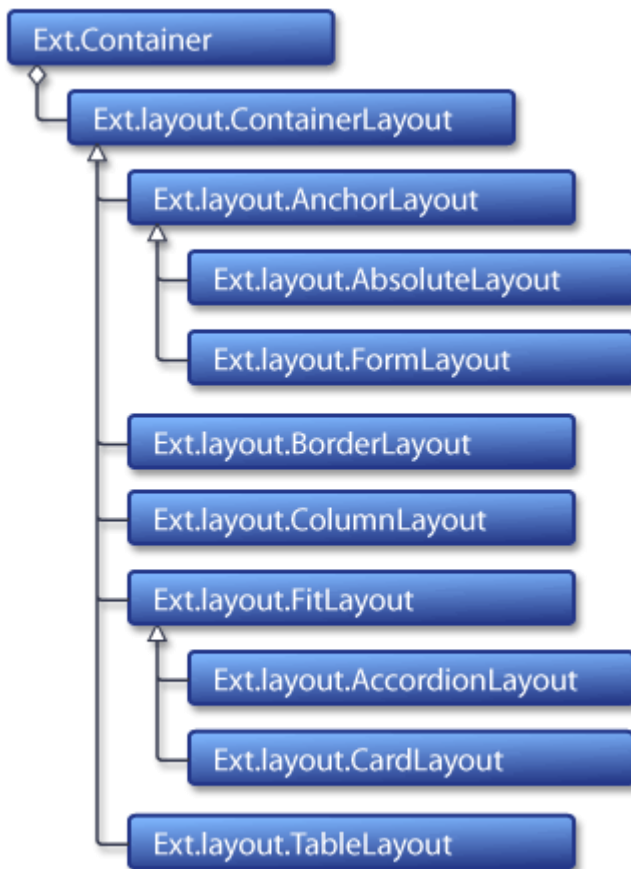 Ext.Container
Ext.layout.ContainerLayout
Ext.layout.AnchorLayout
Ext.layout.AbsoluteLayout
Ext.layout.FormLayout
Ext.layout.BorderLayout
Ext.layout.ColumnLayout
Ext.layout.FitLayout
Ext.layout.AccordionLayout
Ext.layout.CardLayout
Ext.layout.TableLayout